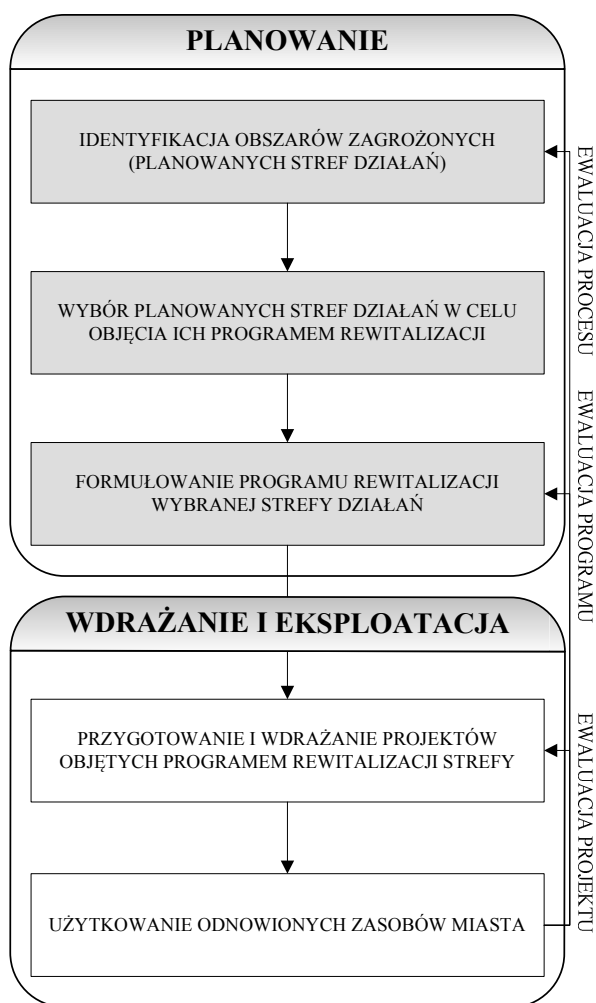 PLANOWANIE
IDENTYFIKACJA OBSZARÓW ZAGROŻONYCH
(PLANOWANYCH STREF DZIAŁAŃ)
WYBÓR PLANOWANYCH STREF DZIAŁAŃ W CELU
OBJĘCIA ICH PROGRAMEM REWITALIZACJI
FORMUŁOWANIE PROGRAMU REWITALIZACJI
WYBRANEJ STREFY DZIAŁAŃ
WDRAŻANIE I EKSPLOATACJA
PRZYGOTOWANIE I WDRAŻANIE PROJEKTÓW
OBJĘTYCH PROGRAMEM REWITALIZACJI STREFY
UŻYTKOWANIE ODNOWIONYCH ZASOBÓW MIASTA
EWALUACJA PROCESU
EWALUACJA PROGRAMU
EWALUACJA PROJEKTU